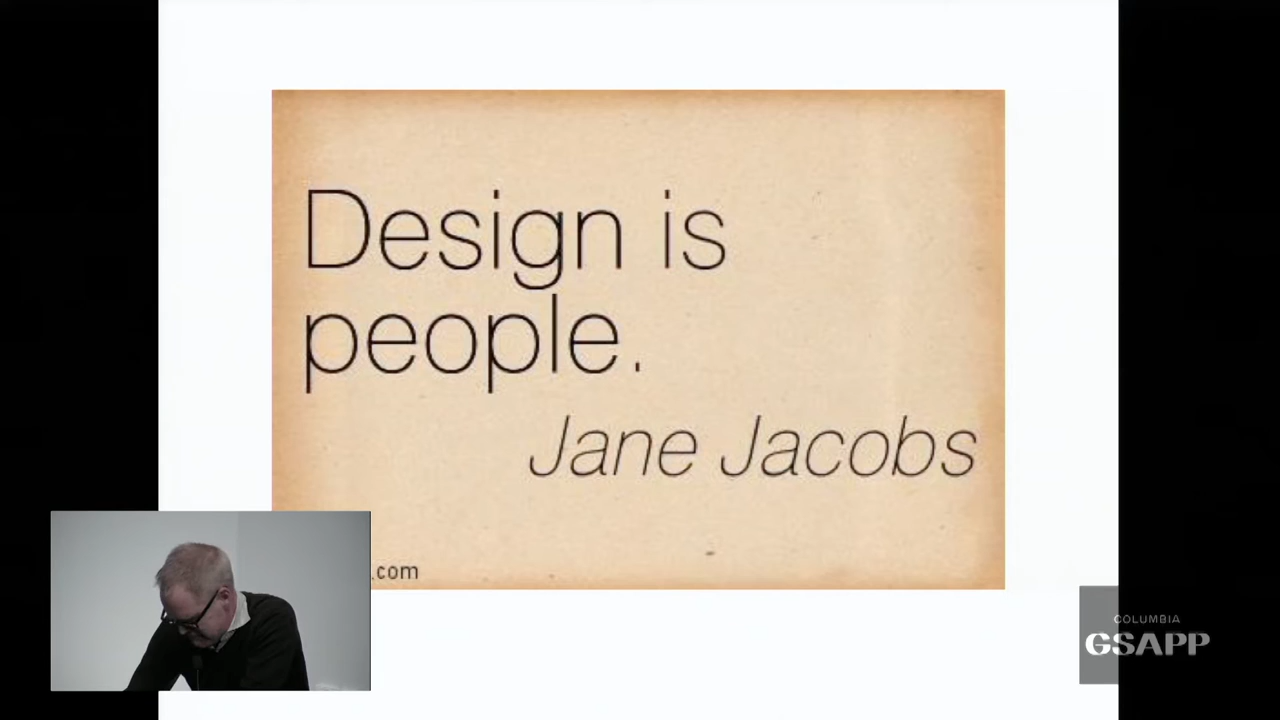 Design is
people.
Jane Jacobs
.com
COLUMBIA
GSAPP